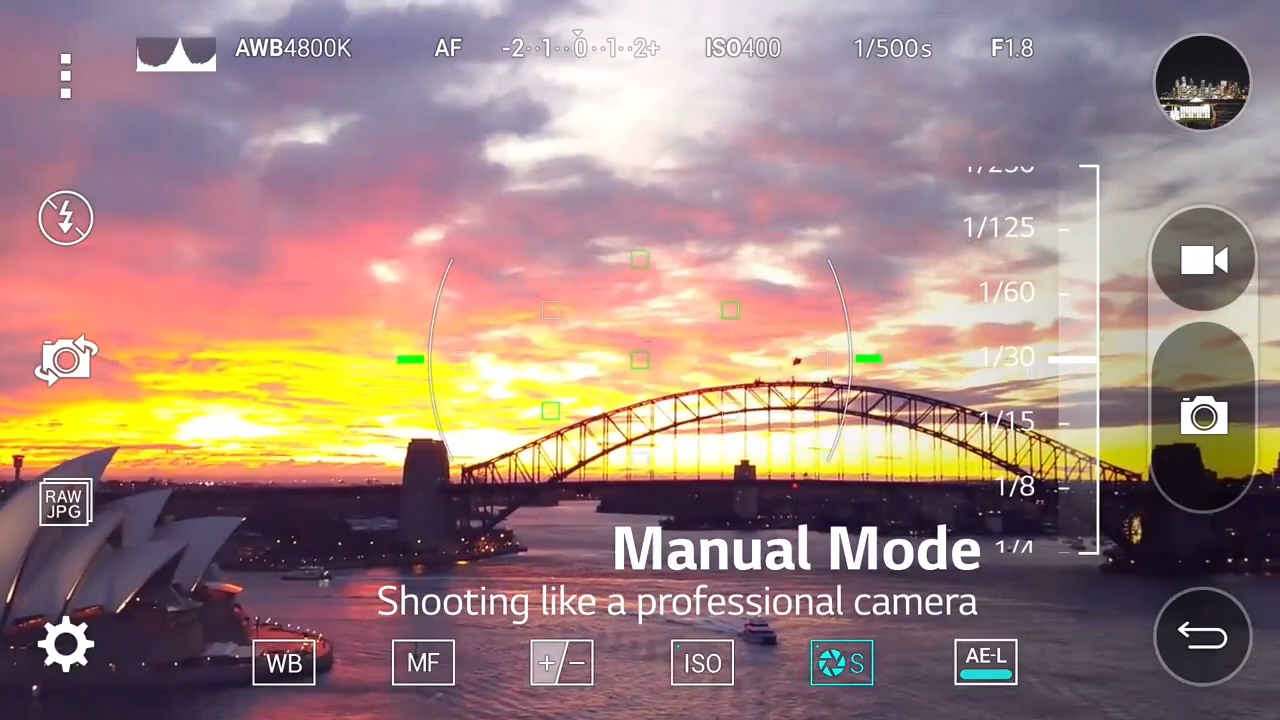 AWB4800K AF -2··1··0··1··2+ ISO400 1/500s F1.8
1/125
1/60
1/30
1/15
1/8
RAW
JPG
Manual Mode
Shooting like a professional camera
WB MF +/- ISO S AE-L